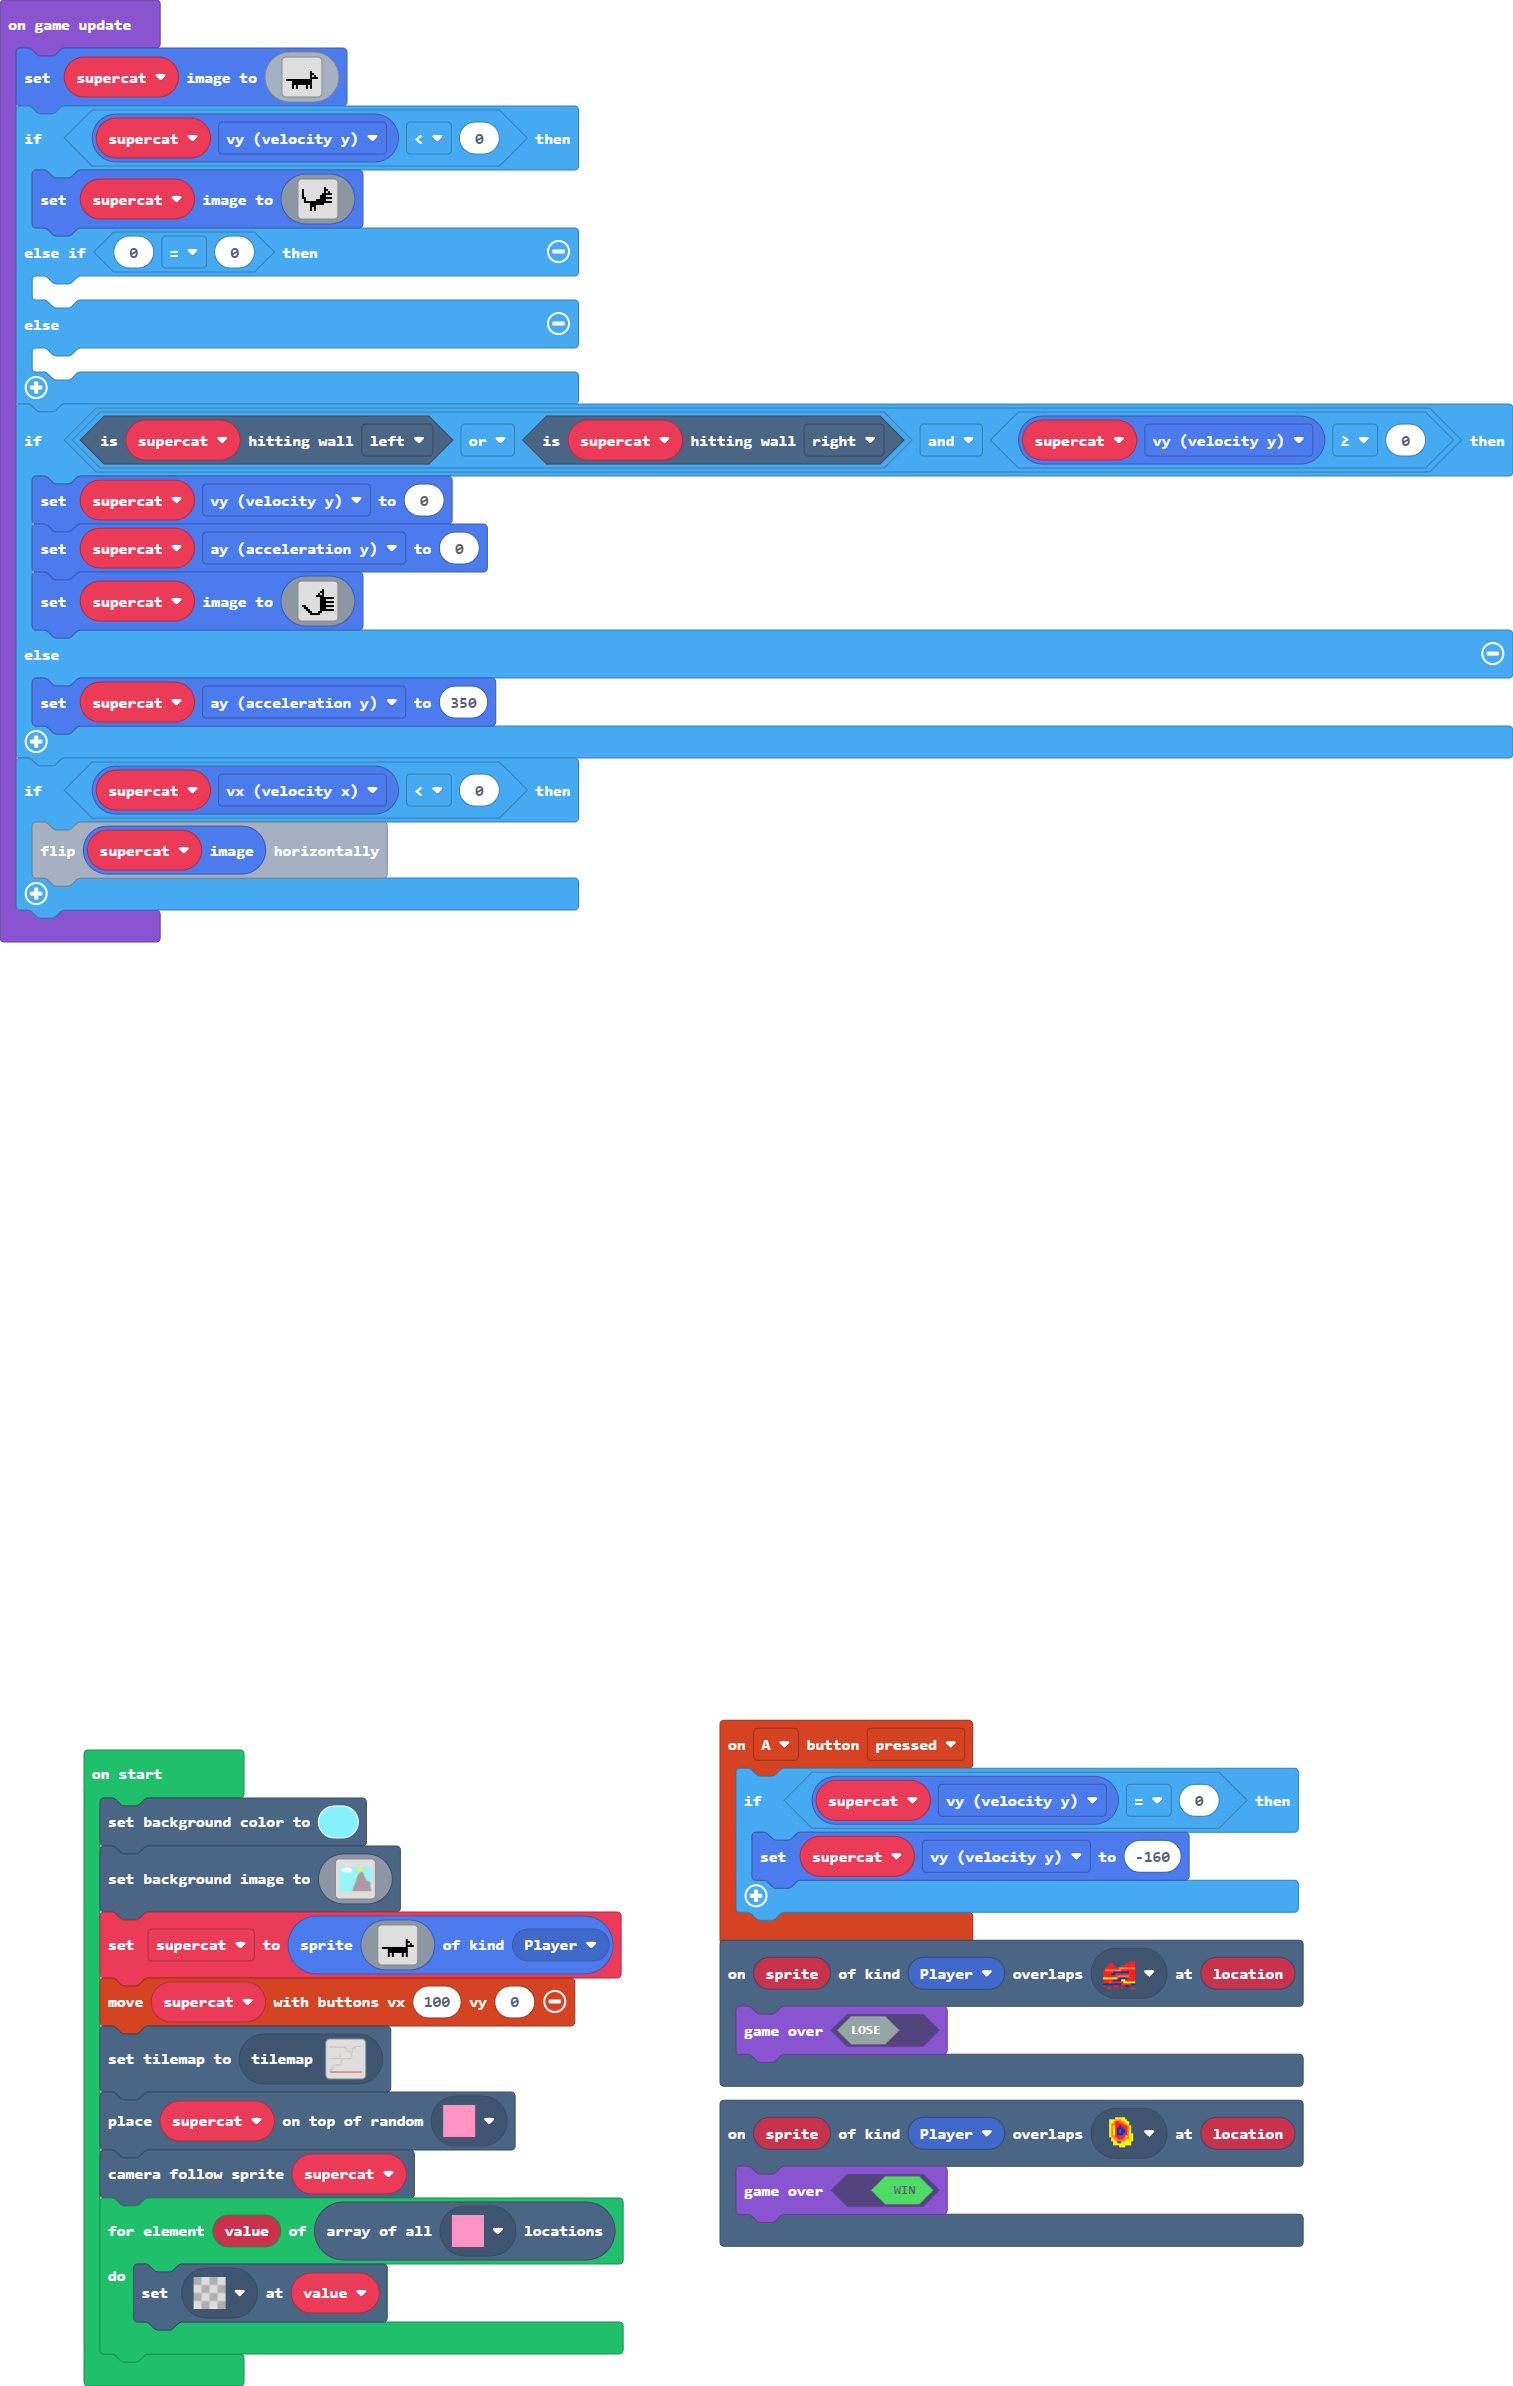 on game update
set supercat image to
if supercat vy (velocity y) < 0 then
set supercat image to
else if 0 = 0 then
else
if is supercat hitting wall left or is supercat hitting wall right and supercat vy (velocity y) ≥ 0 then
set supercat vy (velocity y) to 0
set supercat ay (acceleration y) to 0
set supercat image to
else
set supercat ay (acceleration y) to 350
if supercat vx (velocity x) < 0 then
flip supercat image horizontally
on start
set background color to
set background image to
set supercat to sprite of kind Player
move supercat with buttons vx 100 vy 0
set tilemap to tilemap
place supercat on top of random
camera follow sprite supercat
for element value of array of all locations
do
set at value
on A button pressed
if supercat vy (velocity y) = 0 then
set supercat vy (velocity y) to -160
on sprite of kind Player overlaps at location
game over LOSE
on sprite of kind Player overlaps at location
game over WIN